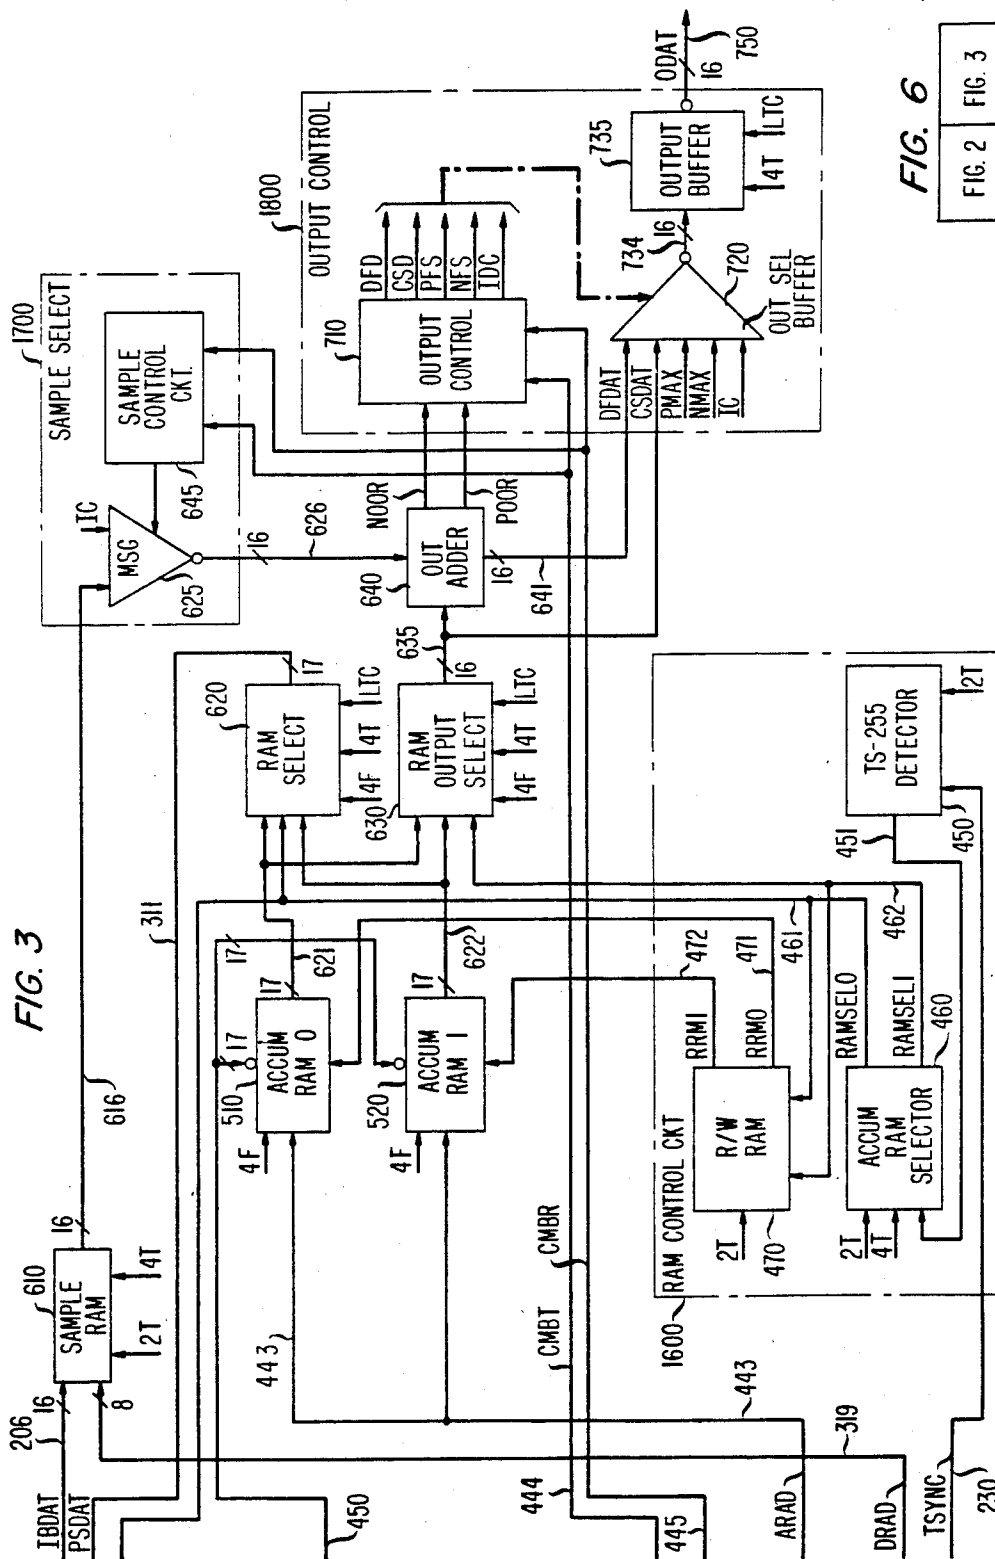 FIG. 3
IBDAT
206
16
PSDAT
8
610
SAMPLE
RAM
2T
4T
16
616
311
1700
SAMPLE SELECT
IC
MSG
625
SAMPLE
CONTROL
CKT.
645
16
626
450
17
17
510
ACCUM
RAM 0
4F
17
621
520
ACCUM
RAM 1
4F
17
622
443
620
RAM
SELECT
17
4F
4T
LTC
630
RAM
OUTPUT
SELECT
16
635
4F
4T
LTC
640
OUT
ADDER
NOOR
POOR
16
641
1800
OUTPUT CONTROL
710
OUTPUT
CONTROL
DFD
CSD
PFS
NFS
IDC
DFDAT
CSDAT
PMAX
NMAX
IC
720
OUT SEL
BUFFER
734
16
735
OUTPUT
BUFFER
4T
LTC
ODAT
16
750
444
445
CMBT
CMBR
ARAD
443
DRAD
319
TSYNC
230
1600
RAM CONTROL CKT
R/W
RAM
470
2T
RRM1
RRM0
472
471
461
462
ACCUM
RAM
SELECTOR
460
2T
4T
RAMSEL0
RAMSEL1
451
TS-255
DETECTOR
450
2T
FIG. 6
FIG. 2
FIG. 3